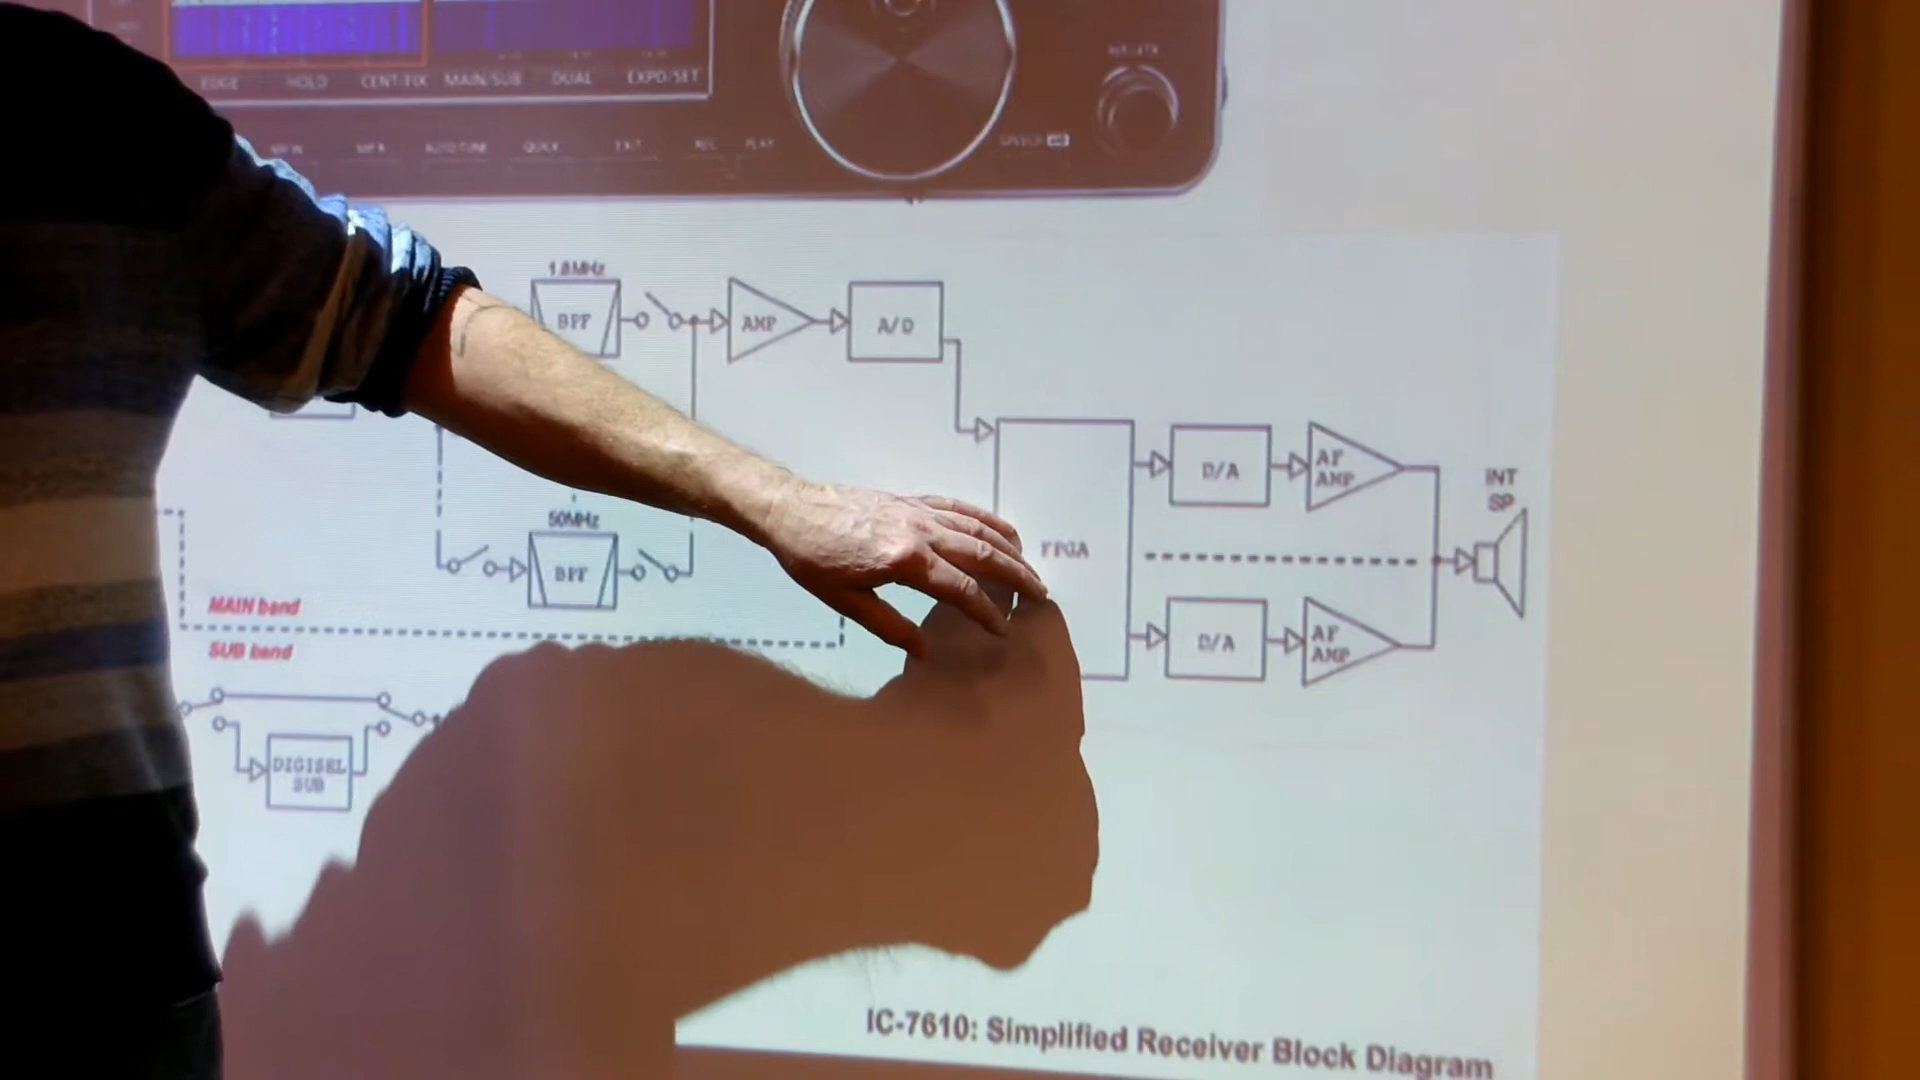 EDGE HOLD CENT/FIX MAIN/SUB DUAL EXPD/SET
AUTO TUNE QUICK EXIT REC PLAY
SPEECH
1.8MHz
BPF
AMP
A/D
50MHz
BPF
FPGA
D/A
AF
AMP
INT
SP
D/A
AF
AMP
MAIN band
SUB band
DIGISEL
SUB
IC-7610: Simplified Receiver Block Diagram